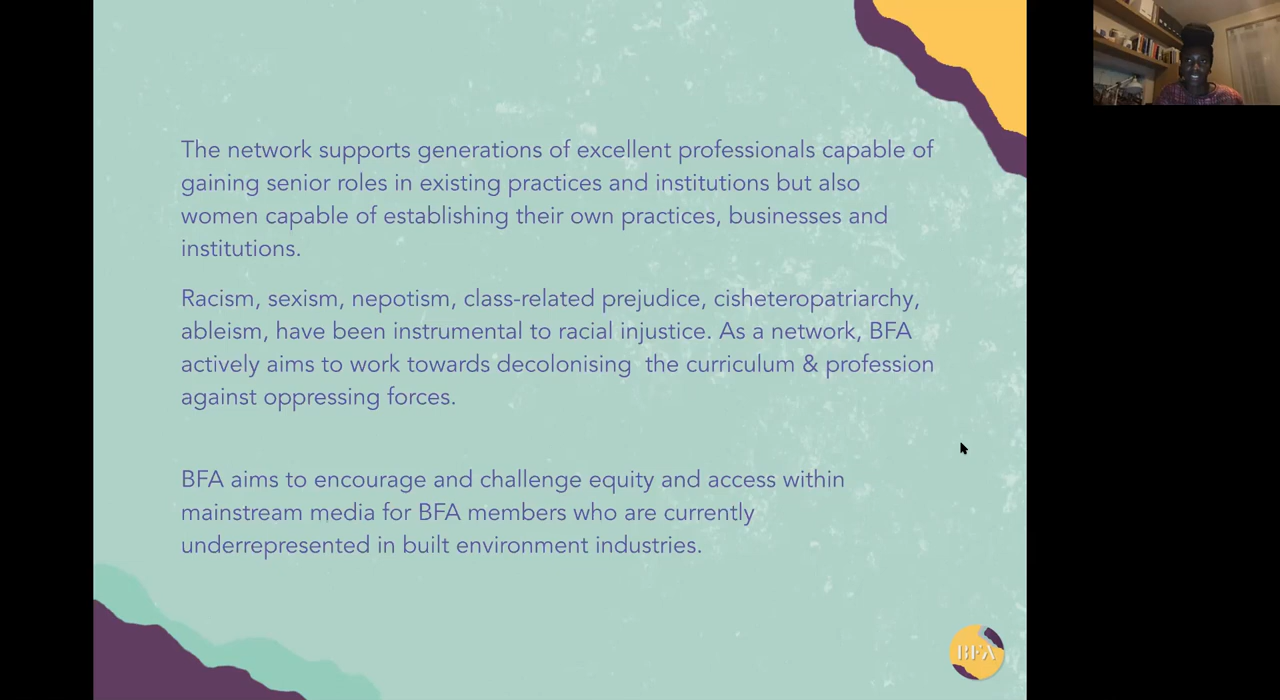 The network supports generations of excellent professionals capable of
gaining senior roles in existing practices and institutions but also
women capable of establishing their own practices, businesses and
institutions.
Racism, sexism, nepotism, class-related prejudice, cisheteropatriarchy,
ableism, have been instrumental to racial injustice. As a network, BFA
actively aims to work towards decolonising  the curriculum & profession
against oppressing forces.
BFA aims to encourage and challenge equity and access within
mainstream media for BFA members who are currently
underrepresented in built environment industries.
BFA